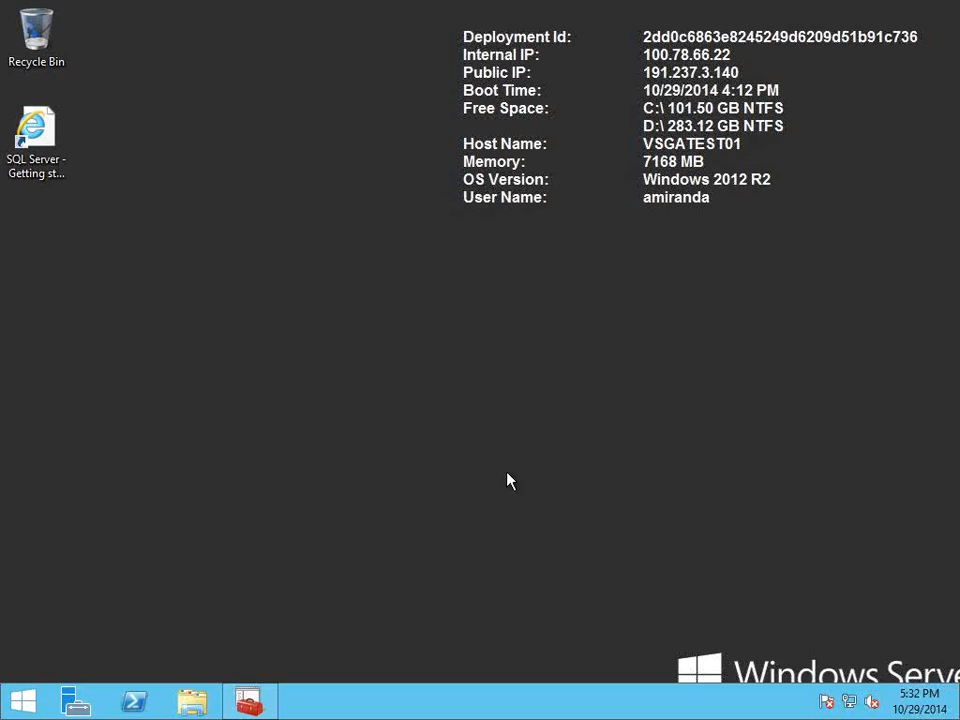 Recycle Bin
SQL Server -
Getting st...
Deployment Id: 2dd0c6863e8245249d6209d51b91c736
Internal IP: 100.78.66.22
Public IP: 191.237.3.140
Boot Time: 10/29/2014 4:12 PM
Free Space: C:\ 101.50 GB NTFS
D:\ 283.12 GB NTFS
Host Name: VSGATEST01
Memory: 7168 MB
OS Version: Windows 2012 R2
User Name: amiranda
Windows Serve
5:32 PM
10/29/2014